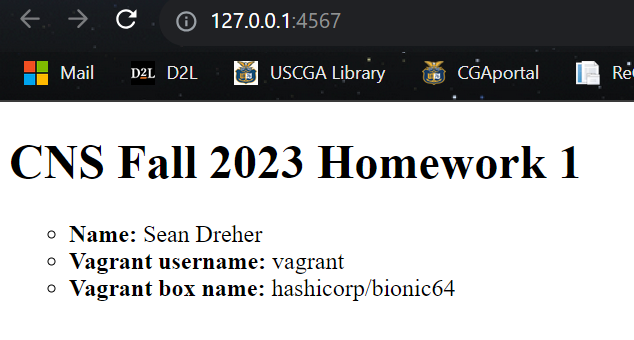 127.0.0.1:4567
Mail D2L D2L USCGA Library CGAportal
CNS Fall 2023 Homework 1
Name: Sean Dreher
Vagrant username: vagrant
Vagrant box name: hashicorp/bionic64